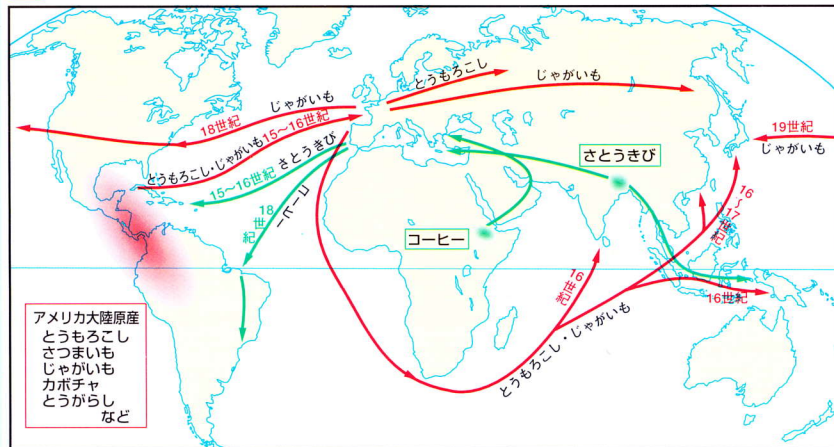 とうもろこし
じゃがいも
じゃがいも
18世紀
15〜16世紀
とうもろこし・じゃがいも
さとうきび
15〜16世紀
コーヒー
18世紀
19世紀
じゃがいも
さとうきび
コーヒー
16〜17世紀
16世紀
16世紀
とうもろこし・じゃがいも
アメリカ大陸原産
とうもろこし
さつまいも
じゃがいも
カボチャ
とうがらし
など